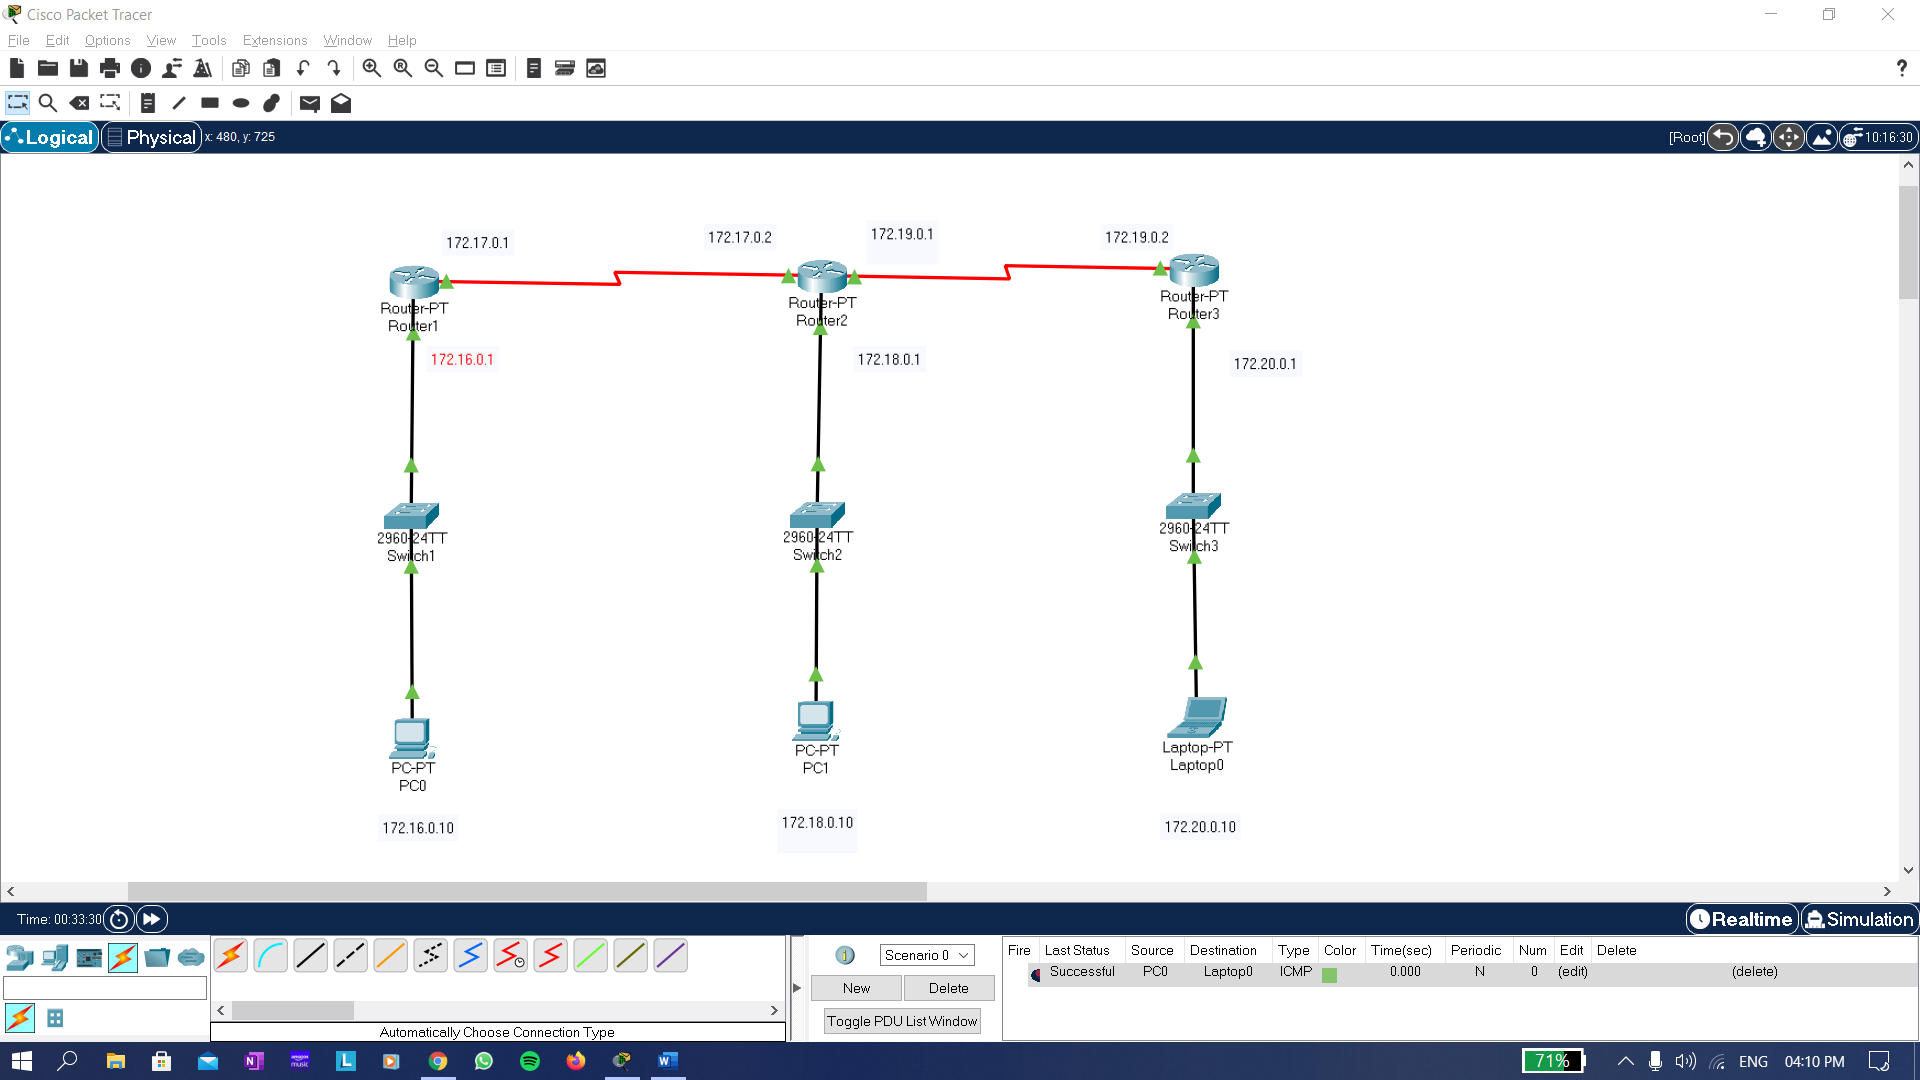 Cisco Packet Tracer
File Edit Options View Tools Extensions Window Help
?
Logical Physical x: 480, y: 725 [Root] 10:16:30
172.17.0.1 172.17.0.2 172.19.0.1 172.19.0.2
Router-PT
Router1
Router-PT
Router2
Router-PT
Router3
172.16.0.1 172.18.0.1 172.20.0.1
2960-24TT
Switch1
2960-24TT
Switch2
2960-24TT
Switch3
PC-PT
PC0
PC-PT
PC1
Laptop-PT
Laptop0
172.16.0.10 172.18.0.10 172.20.0.10
Time: 00:33:30 Realtime Simulation
Scenario 0
New Delete
Toggle PDU List Window
Fire Last Status Source Destination Type Color Time(sec) Periodic Num Edit Delete
Successful PC0 Laptop0 ICMP 0.000 N 0 (edit) (delete)
Automatically Choose Connection Type
71% ENG 04:10 PM